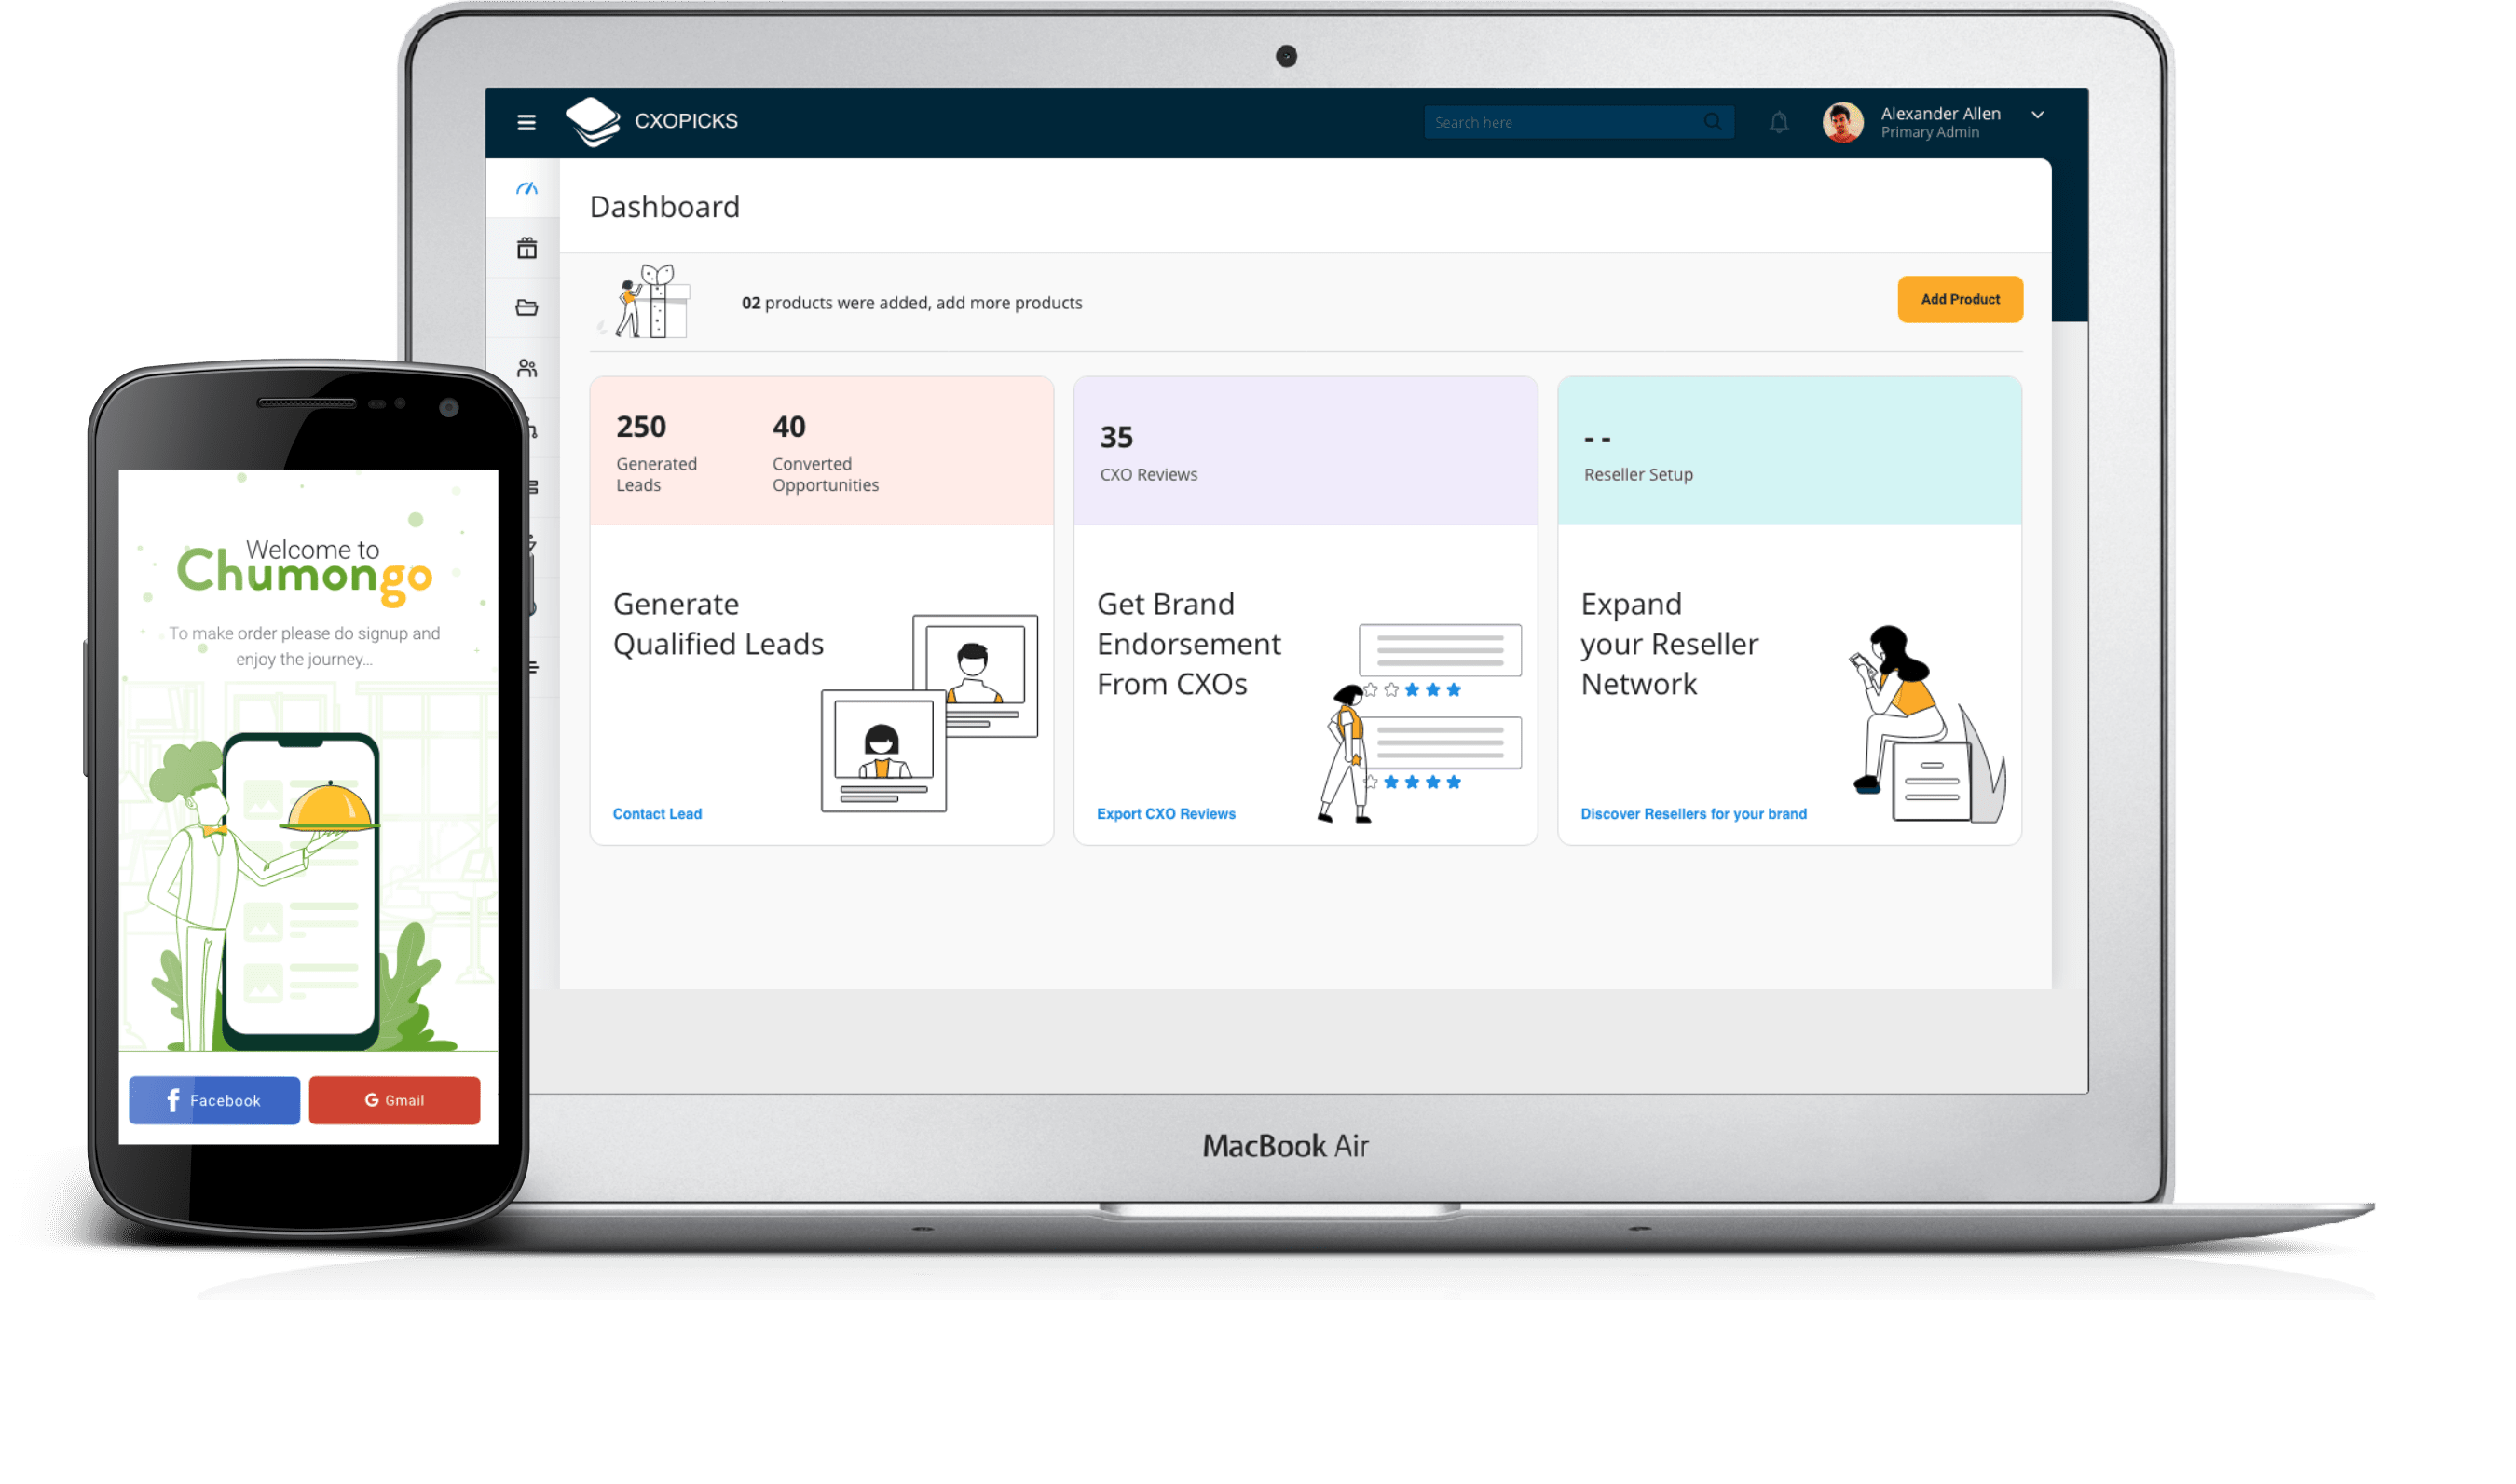 CXOPICKS
Search here
Alexander Allen
Primary Admin
Dashboard
02 products were added, add more products
Add Product
250
Generated
Leads
40
Converted
Opportunities
35
CXO Reviews
- -
Reseller Setup
Generate
Qualified Leads
Contact Lead
Get Brand
Endorsement
From CXOs
Export CXO Reviews
Expand
your Reseller
Network
Discover Resellers for your brand
MacBook Air
Welcome to
Chumongo
To make order please do signup and
enjoy the journey...
f Facebook
G Gmail